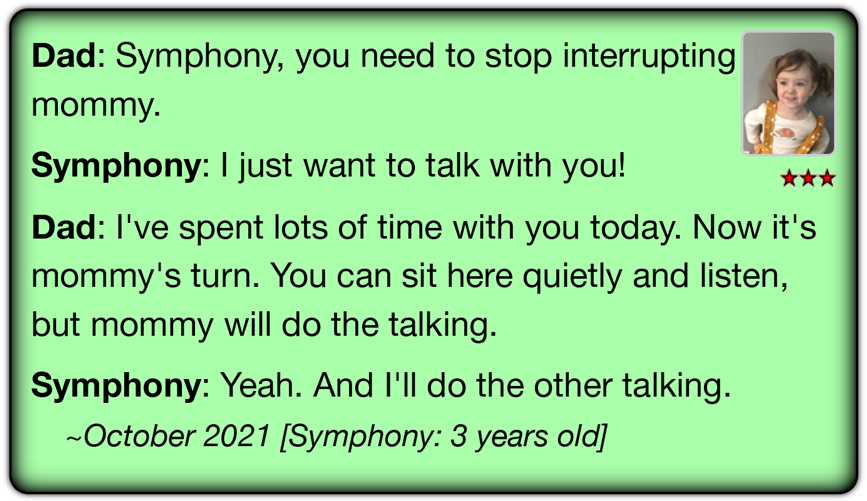 Dad: Symphony, you need to stop interrupting
mommy.
Symphony: I just want to talk with you!
Dad: I've spent lots of time with you today. Now it's
mommy's turn. You can sit here quietly and listen,
but mommy will do the talking.
Symphony: Yeah. And I'll do the other talking.
~October 2021 [Symphony: 3 years old]